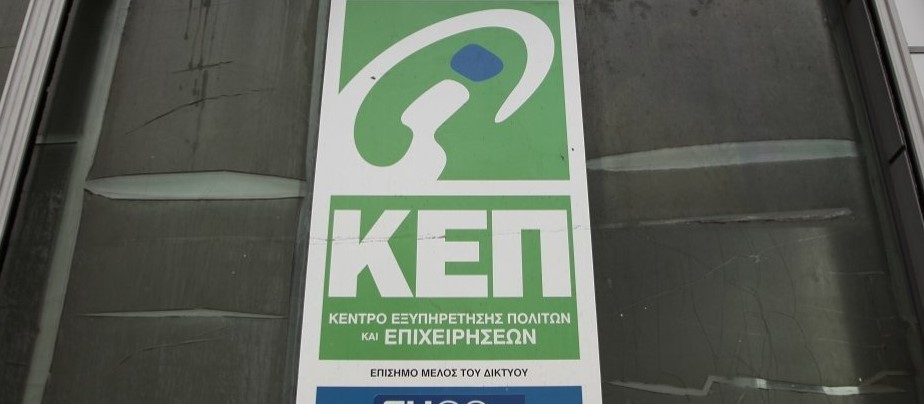 ΚΕΠ
ΚΕΝΤΡΟ ΕΞΥΠΗΡΕΤΗΣΗΣ ΠΟΛΙΤΩΝ
ΚΑΙ ΕΠΙΧΕΙΡΗΣΕΩΝ
ΕΠΙΣΗΜΟ ΜΕΛΟΣ ΤΟΥ ΔΙΚΤΥΟΥ